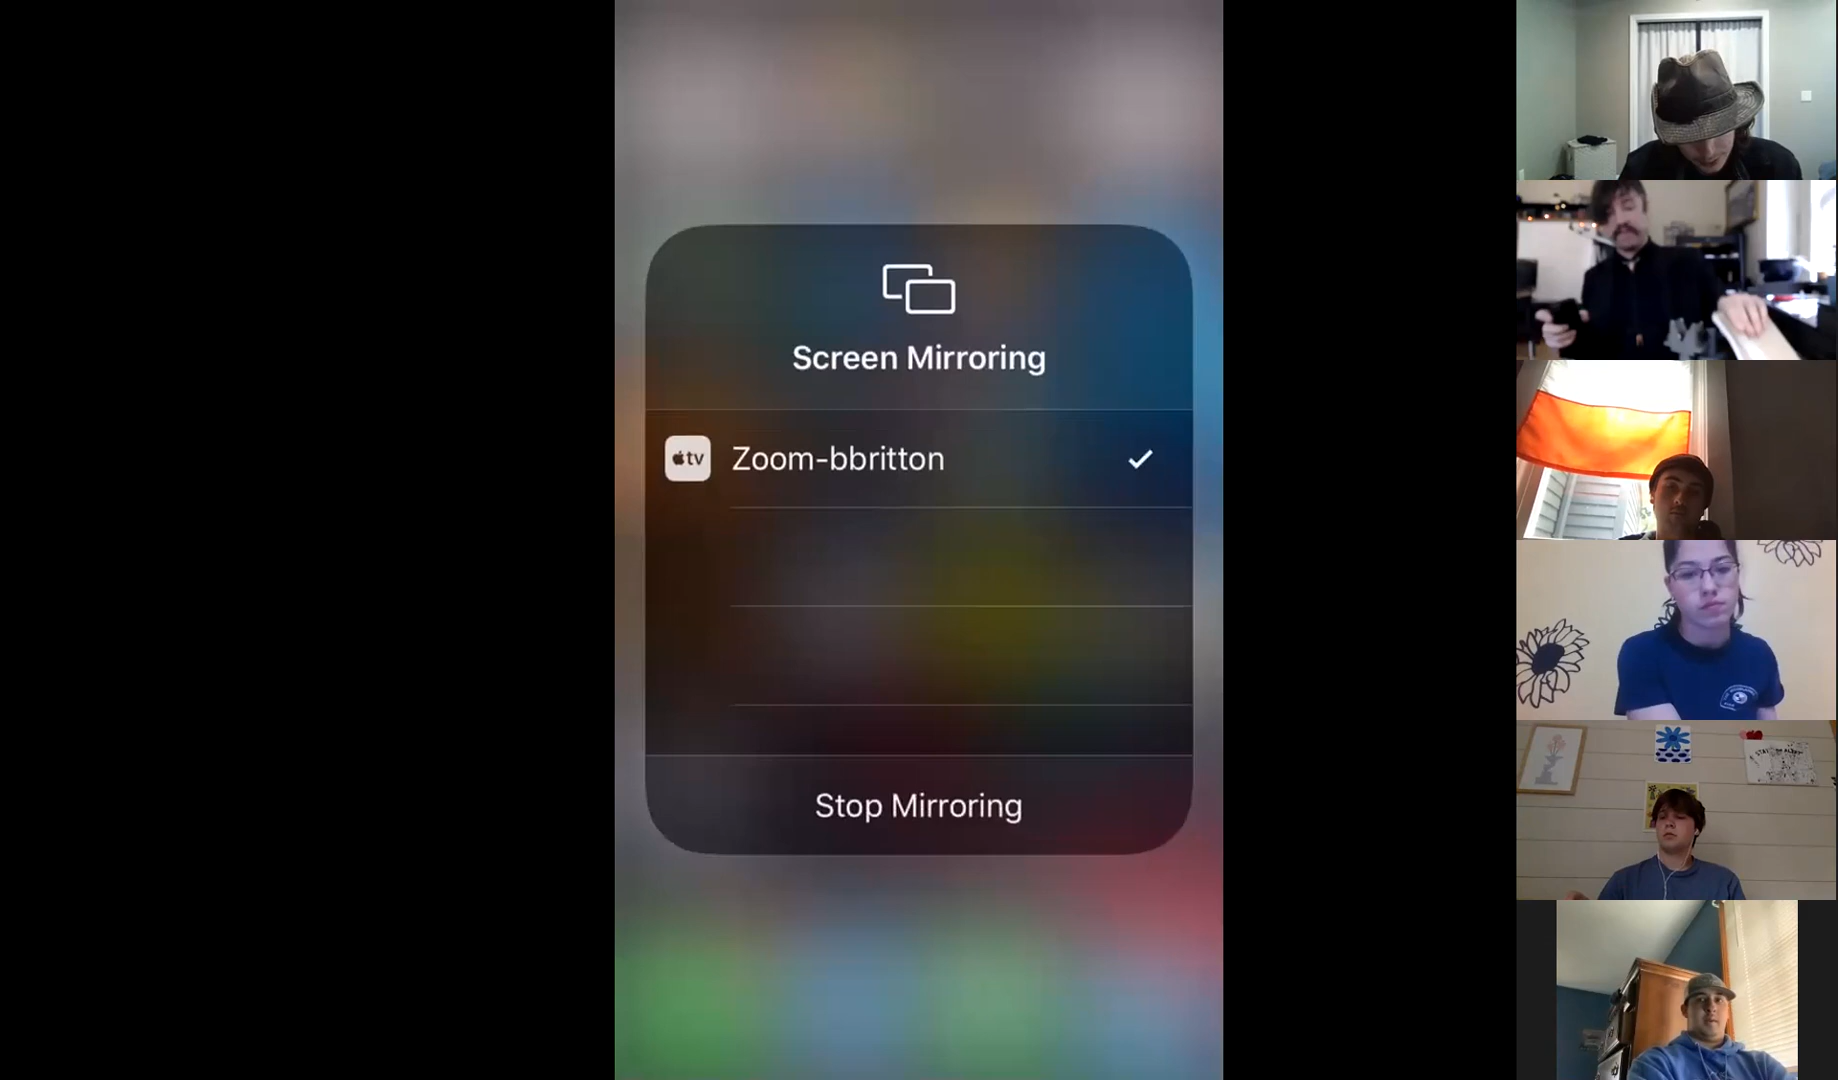 Screen Mirroring
tv
Zoom-bbritton
Stop Mirroring